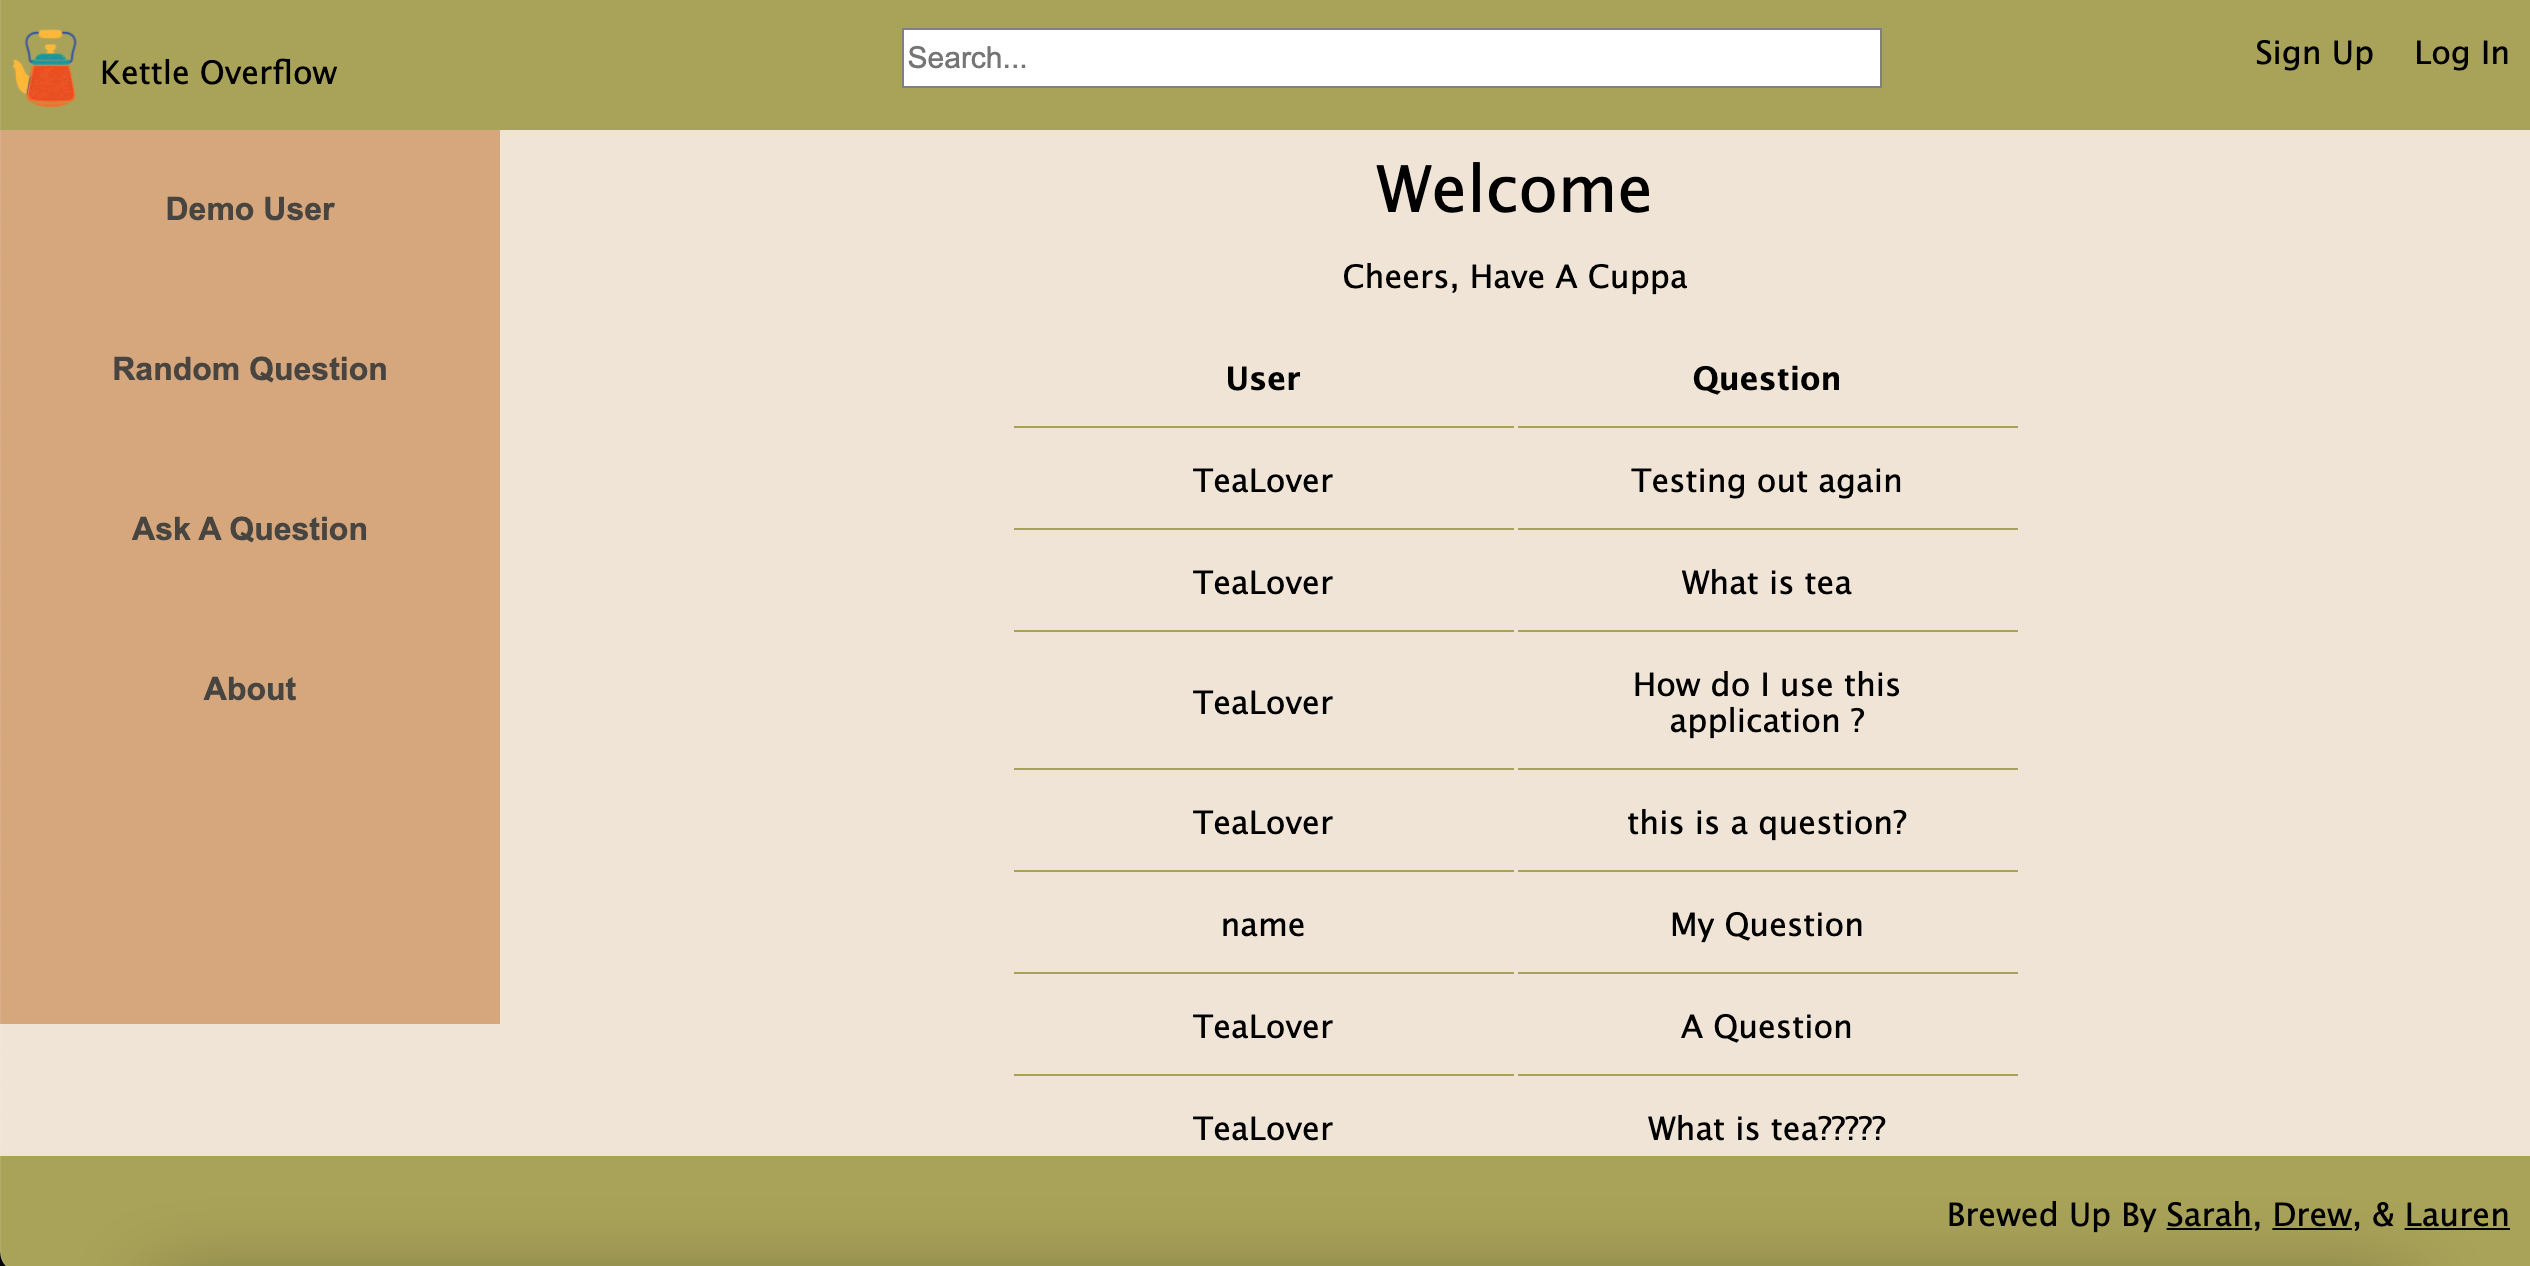 Kettle Overflow
Search...
Sign Up
Log In
Demo User
Random Question
Ask A Question
About
Welcome
Cheers, Have A Cuppa
User Question
TeaLover Testing out again
TeaLover What is tea
TeaLover How do I use this
application ?
TeaLover this is a question?
name My Question
TeaLover A Question
TeaLover What is tea?????
Brewed Up By Sarah, Drew, & Lauren